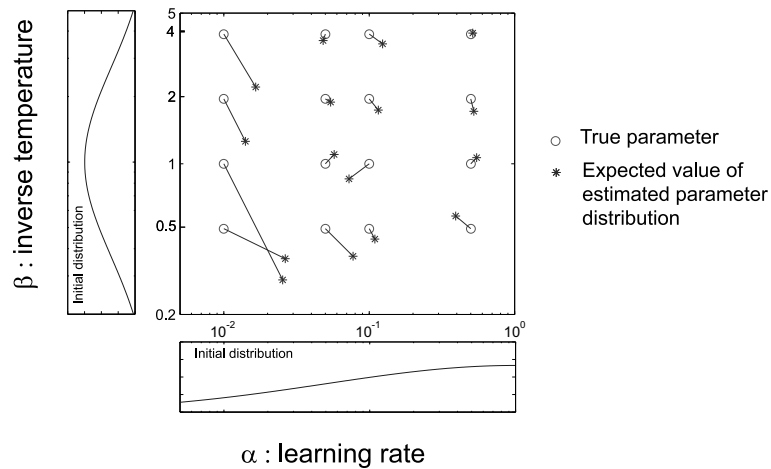 β : inverse temperature
Initial distribution
5
4
2
1
0.5
0.2
10-2
10-1
100
True parameter
Expected value of
estimated parameter
distribution
Initial distribution
α : learning rate